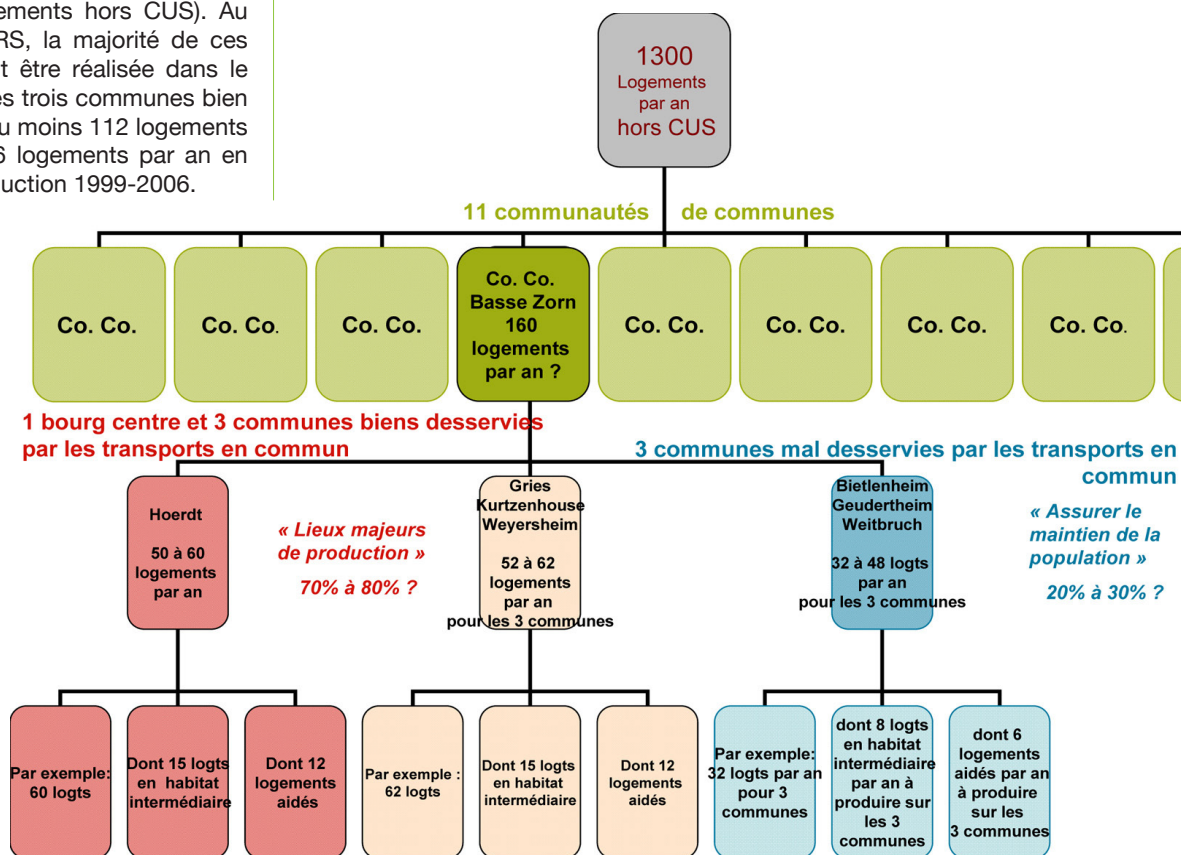 ements hors CUS). Au
RS, la majorité de ces
t être réalisée dans le
es trois communes bien
u moins 112 logements
6 logements par an en
uction 1999-2006.
1300
Logements
par an
hors CUS
11 communautés de communes
Co. Co.
Co. Co.
Co. Co.
Co. Co.
Basse Zorn
160
logements
par an ?
Co. Co.
Co. Co.
Co. Co.
Co. Co.
1 bourg centre et 3 communes biens desservies
par les transports en commun
3 communes mal desservies par les transports en
commun
Hoerdt
50 à 60
logements
par an
« Lieux majeurs
de production »
70% à 80% ?
Gries
Kurtzenhouse
Weyersheim
52 à 62
logements
par an
pour les 3 communes
Bietlenheim
Geudertheim
Weitbruch
32 à 48 logts
par an
pour les 3 communes
« Assurer le
maintien de la
population »
20% à 30% ?
Par exemple:
60 logts
Dont 15 logts
en habitat
intermédiaire
Dont 12
logements
aidés
Par exemple :
62 logts
Dont 15 logts
en habitat
intermédiaire
Dont 12
logements
aidés
Par exemple:
32 logts par an
pour 3
communes
dont 8 logts
en habitat
intermédiaire
par an à
produire sur
les 3
communes
dont 6
logements
aidés par an
à produire
sur les
3 communes